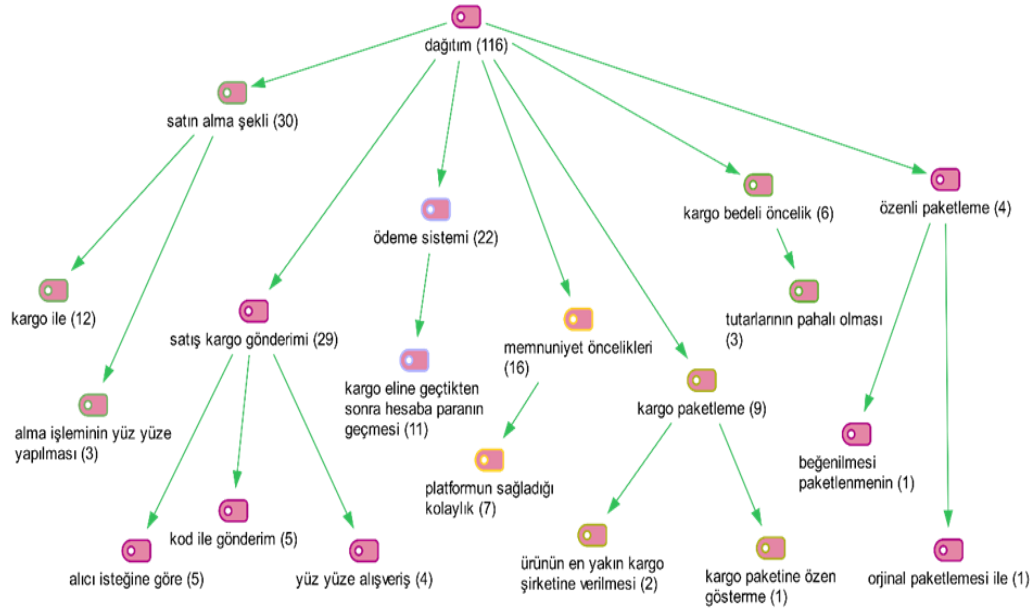 dağıtım (116)
satın alma şekli (30)
kargo bedeli öncelik (6)
özenli paketleme (4)
ödeme sistemi (22)
kargo ile (12)
satış kargo gönderimi (29)
tutarlarının pahalı olması
(3)
memnuniyet öncelikleri
(16)
kargo eline geçtikten
sonra hesaba paranın
geçmesi (11)
kargo paketleme (9)
alma işleminin yüz yüze
yapılması (3)
beğenilmesi
paketlenmenin (1)
platformun sağladığı
kolaylık (7)
kod ile gönderim (5)
alıcı isteğine göre (5)
yüz yüze alışveriş (4)
ürünün en yakın kargo
şirketine verilmesi (2)
kargo paketine özen
gösterme (1)
orjinal paketlemesi ile (1)